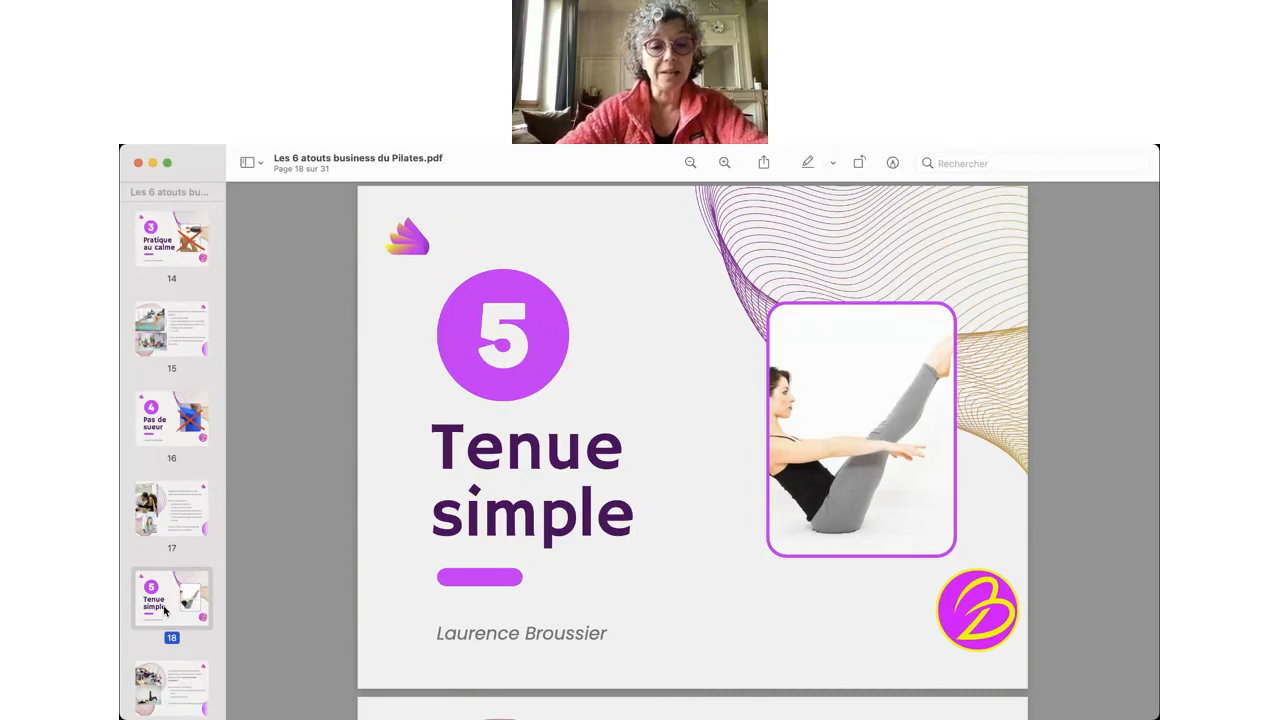 Les 6 atouts business du Pilates.pdf
Page 18 sur 31
Rechercher
Les 6 atouts bu...
3
Pratique
au calme
14
15
4
Pas de
sueur
16
17
5
Tenue
simple
18
5
Tenue
simple
Laurence Broussier